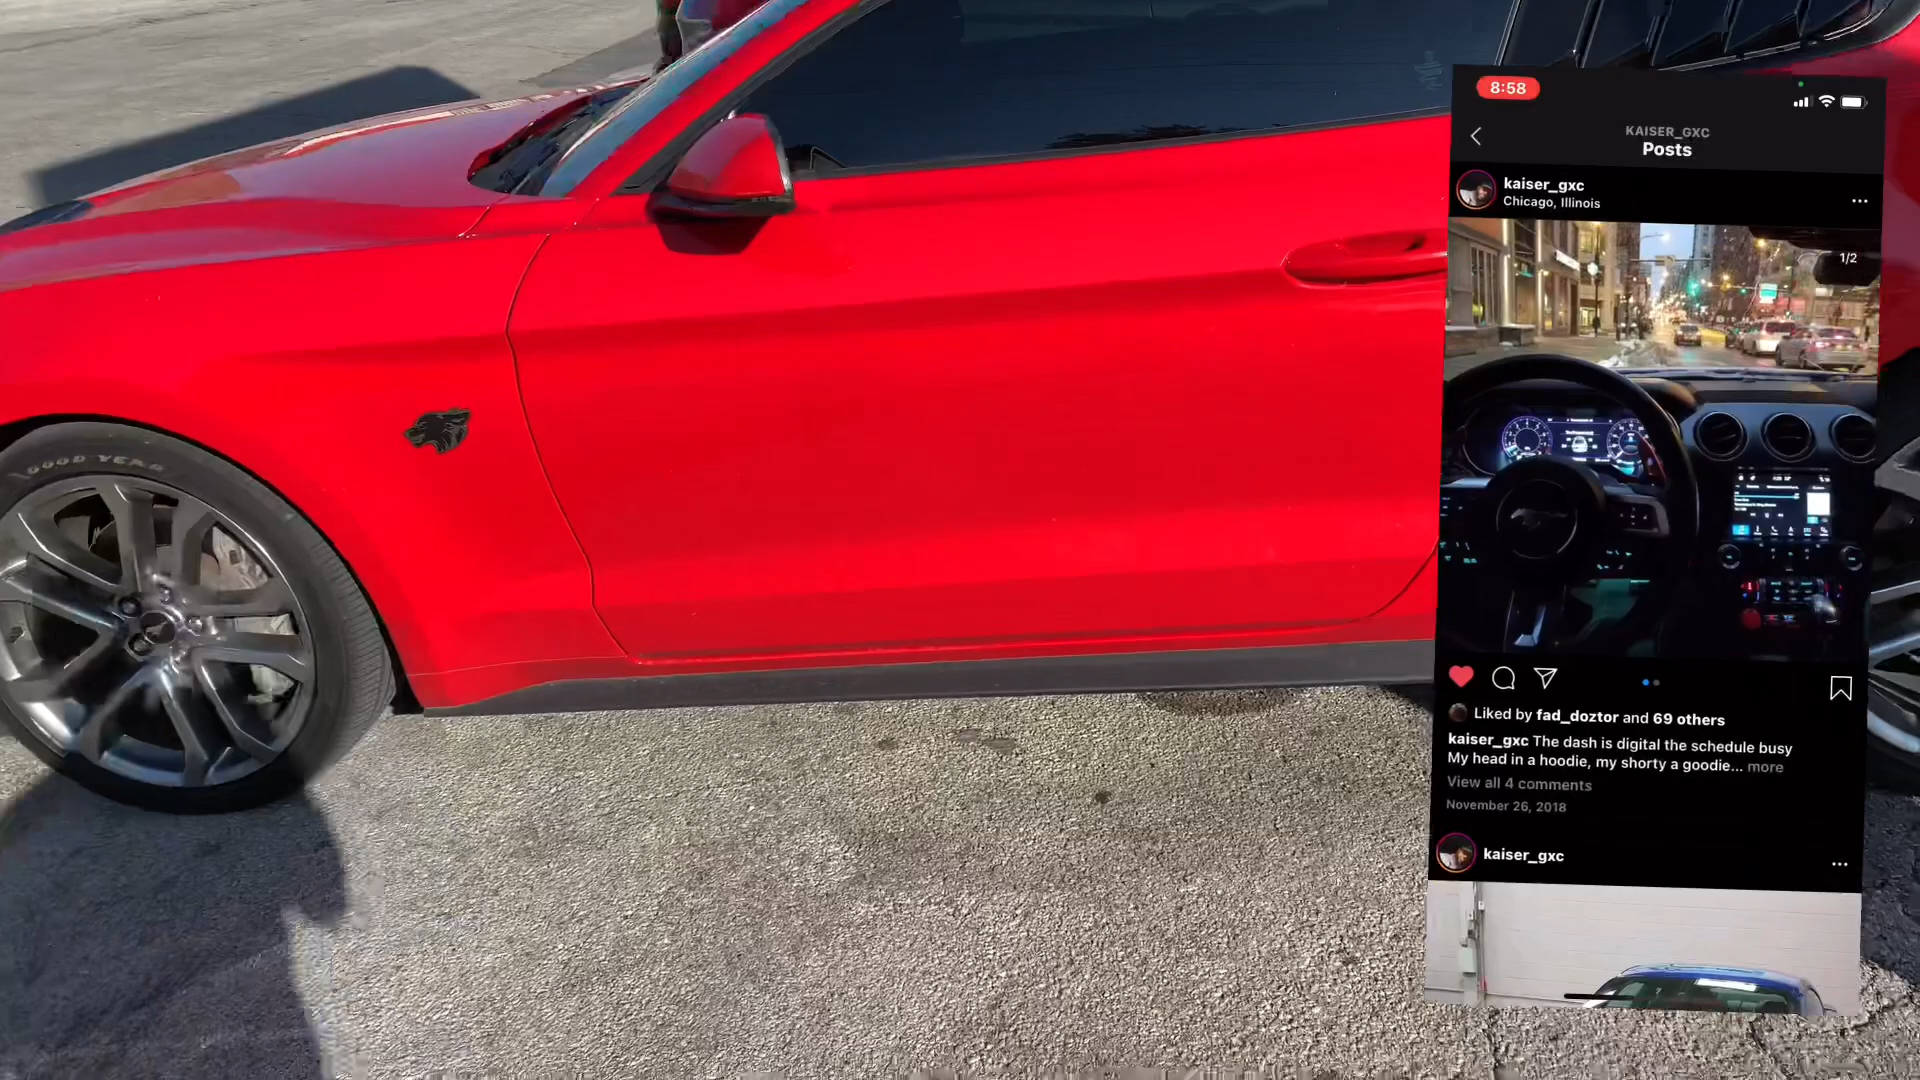 GOOD YEAR
8:58
KAISER_GXC
Posts
kaiser_gxc
Chicago, Illinois
1/2
Liked by fad_doztor and 69 others
kaiser_gxc The dash is digital the schedule busy
My head in a hoodie, my shorty a goodie... more
View all 4 comments
November 26, 2018
kaiser_gxc